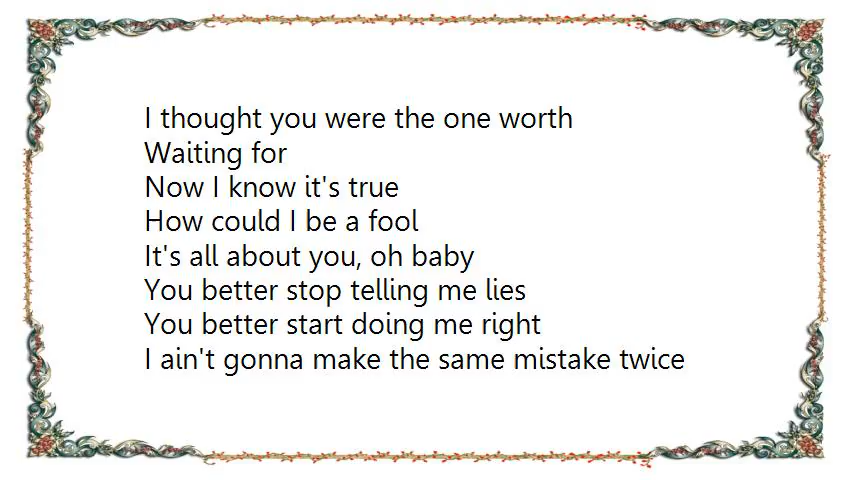 I thought you were the one worth
Waiting for
Now I know it's true
How could I be a fool
It's all about you, oh baby
You better stop telling me lies
You better start doing me right
I ain't gonna make the same mistake twice